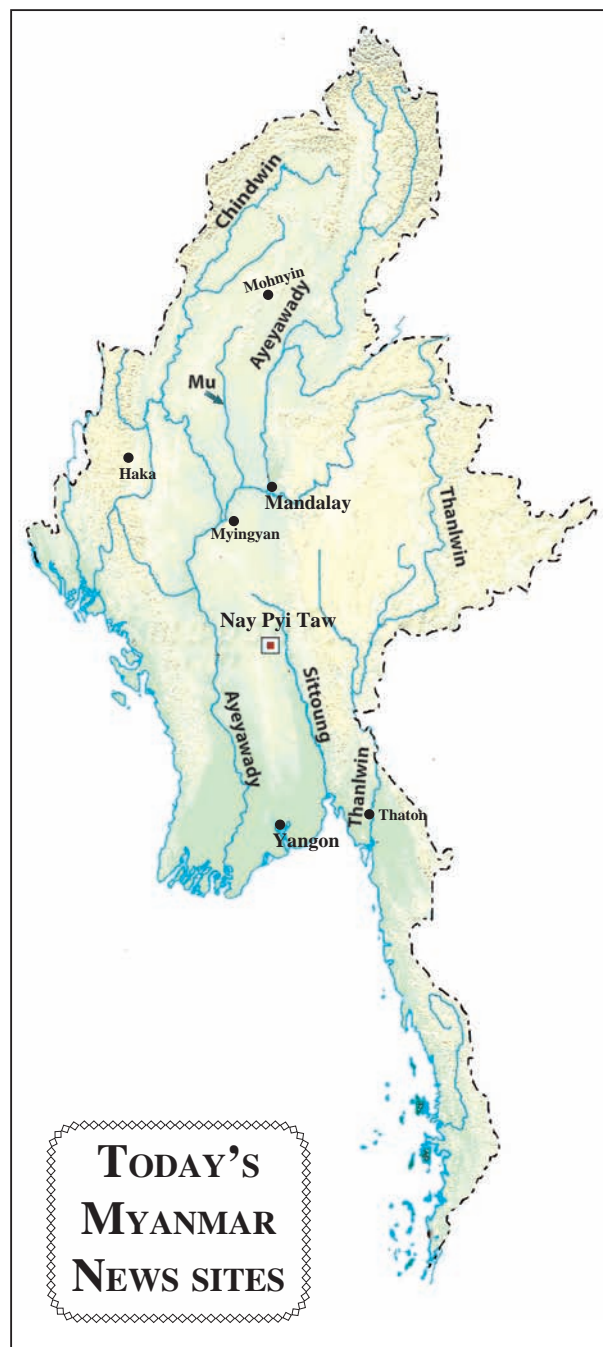 Chindwin
Mohnyin
Ayeyawady
Mu
Haka
Mandalay
Myingyan
Thanlwin
Nay Pyi Taw
Sittoung
Ayeyawady
Thanlwin
Thaton
Yangon
TODAY'S
MYANMAR
NEWS SITES